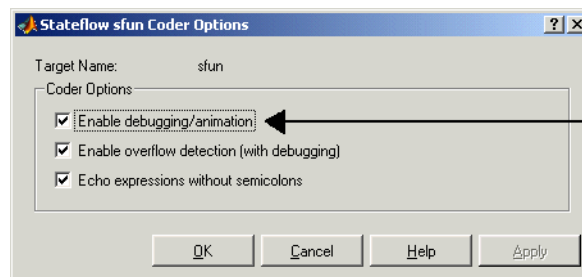 Stateflow sfun Coder Options
Target Name: sfun
Coder Options
Enable debugging/animation
Enable overflow detection (with debugging)
Echo expressions without semicolons
OK Cancel Help Apply